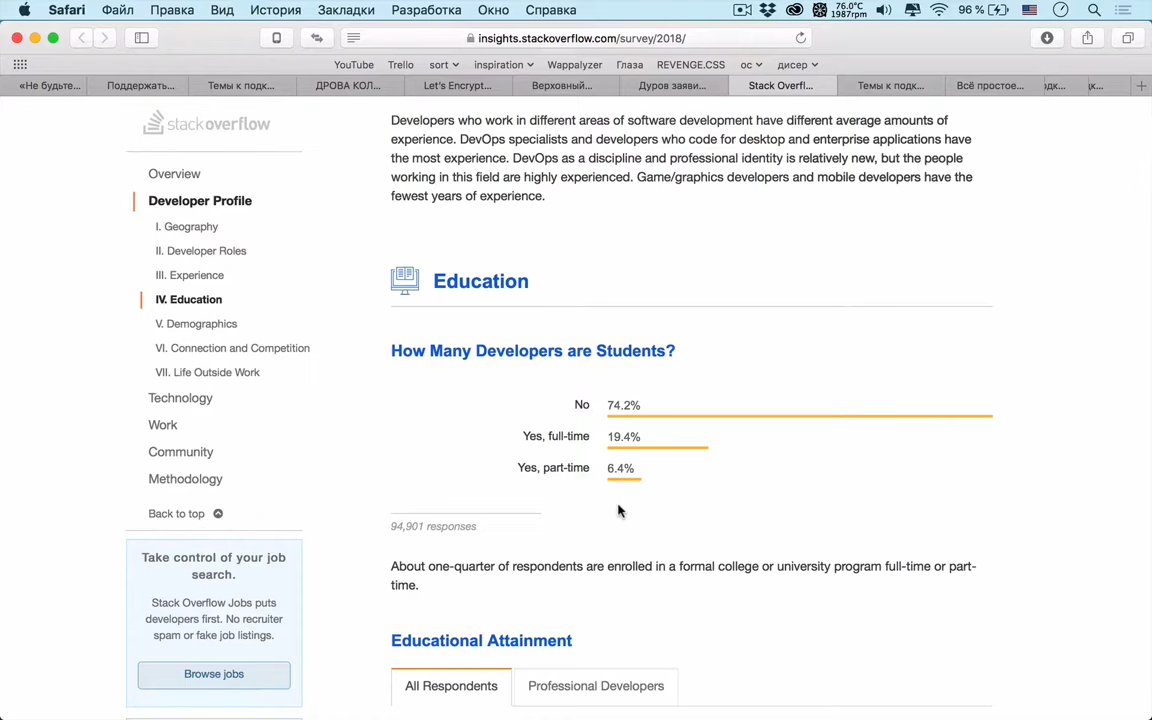 Safari Файл Правка Вид История Закладки Разработка Окно Справка 76.0°C 1987rpm 96 %
insights.stackoverflow.com/survey/2018/
YouTube Trello sort inspiration Wappalyzer Глаза REVENGE.CSS ос дисер
«Не будьте... Поддержать... Темы к подк... ДРОВА КОЛ... Let's Encrypt... Верховный... Дуров заяви... Stack Overfl... Темы к подк... Всё простое... дк... к...
stackoverflow
Overview
Developer Profile
I. Geography
II. Developer Roles
III. Experience
IV. Education
V. Demographics
VI. Connection and Competition
VII. Life Outside Work
Technology
Work
Community
Methodology
Back to top
Take control of your job
search.
Stack Overflow Jobs puts
developers first. No recruiter
spam or fake job listings.
Browse jobs
Developers who work in different areas of software development have different average amounts of
experience. DevOps specialists and developers who code for desktop and enterprise applications have
the most experience. DevOps as a discipline and professional identity is relatively new, but the people
working in this field are highly experienced. Game/graphics developers and mobile developers have the
fewest years of experience.
Education
How Many Developers are Students?
No 74.2%
Yes, full-time 19.4%
Yes, part-time 6.4%
94,901 responses
About one-quarter of respondents are enrolled in a formal college or university program full-time or part-
time.
Educational Attainment
All Respondents Professional Developers